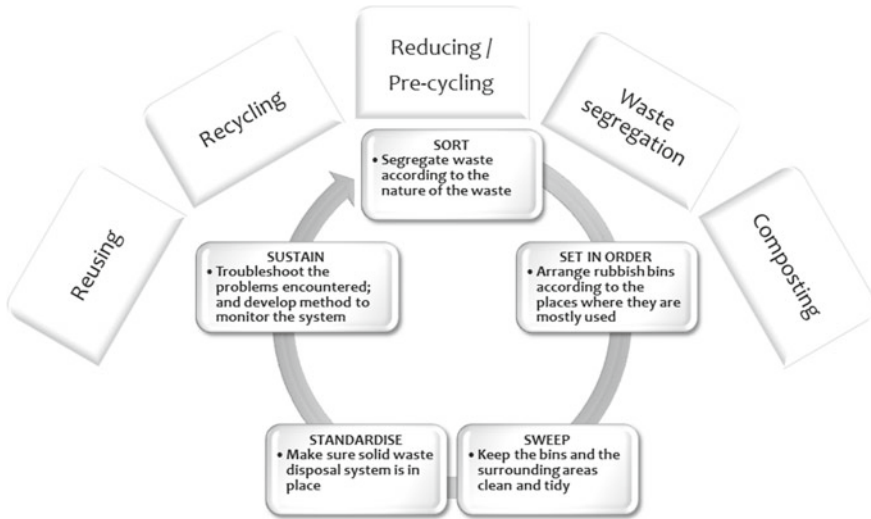 Reusing
Recycling
Reducing /
Pre-cycling
Waste
segregation
Composting
SORT
• Segregate waste
according to the
nature of the waste
SET IN ORDER
• Arrange rubbish bins
according to the
places where they are
mostly used
SWEEP
• Keep the bins and the
surrounding areas
clean and tidy
STANDARDISE
• Make sure solid waste
disposal system is in
place
SUSTAIN
• Troubleshoot the
problems encountered;
and develop method to
monitor the system